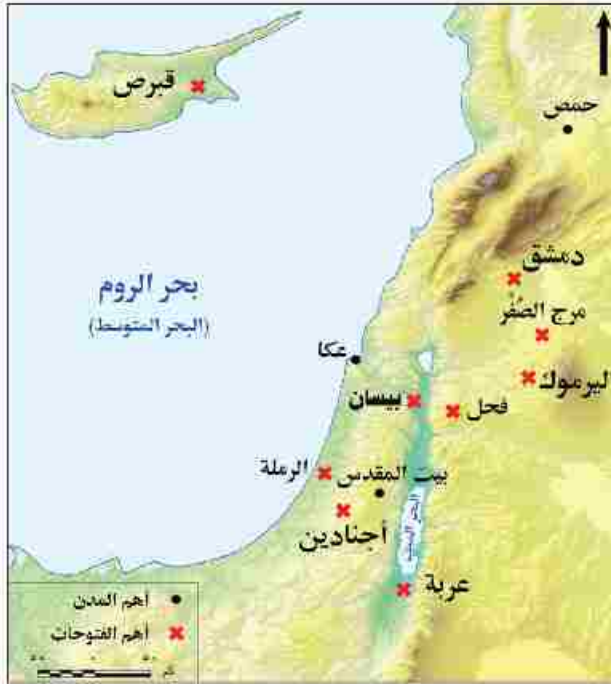 قبرص
حمص
دمشق
بحر الروم
(البحر المتوسط)
مرج الصُّفَّر
عكا
اليرموك
بيسان
فحل
الرملة
بيت المقدس
أجنادين
البحر الميت
عربة
أهم المدن
أهم الفتوحات
كم